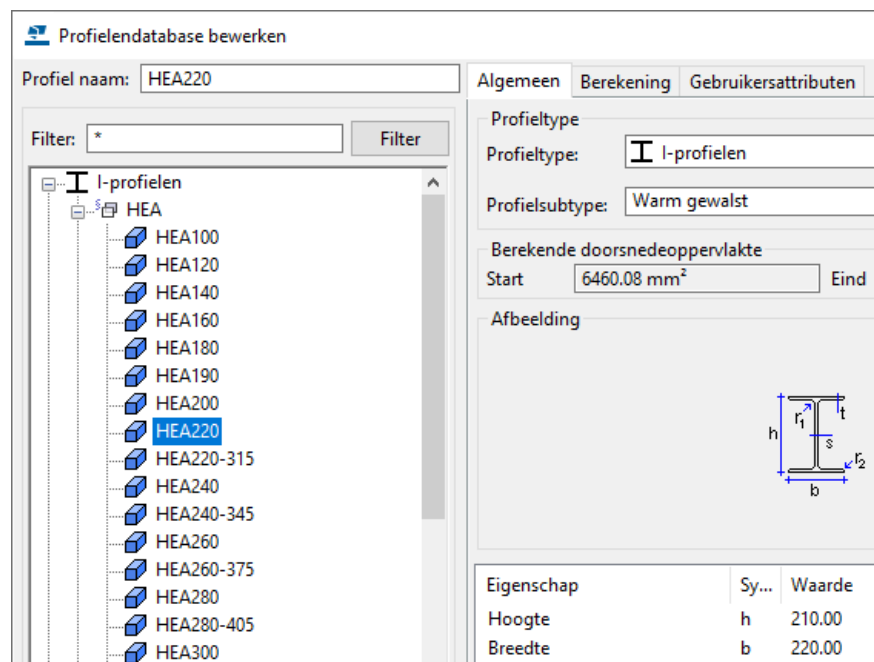 Profielendatabase bewerken
Profiel naam: HEA220
Filter: * Filter
I-profielen
HEA
HEA100
HEA120
HEA140
HEA160
HEA180
HEA190
HEA200
HEA220
HEA220-315
HEA240
HEA240-345
HEA260
HEA260-375
HEA280
HEA280-405
HEA300
Algemeen Berekening Gebruikersattributen
Profieltype
Profieltype: I-profielen
Profielsubtype: Warm gewalst
Berekende doorsnedeoppervlakte
Start 6460.08 mm² Eind
Afbeelding
r1 t
h s
r2
b
Eigenschap Sy... Waarde
Hoogte h 210.00
Breedte b 220.00